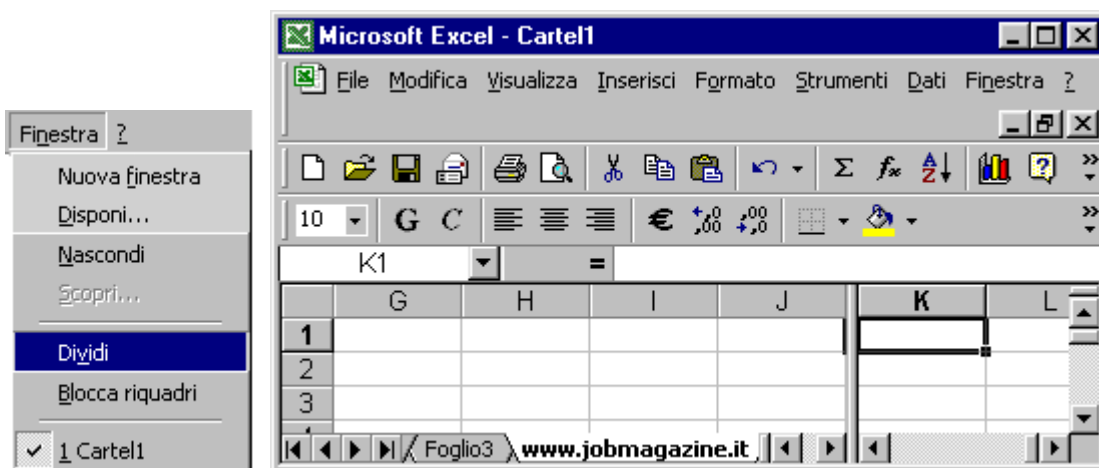 Finestra ?
Nuova finestra
Disponi...
Nascondi
Scopri...
Dividi
Blocca riquadri
✓ 1 Cartel1
Microsoft Excel - Cartel1
File Modifica Visualizza Inserisci Formato Strumenti Dati Finestra ?
10 G C
K1 =
G H I J K L
1
2
3
Foglio3 www.jobmagazine.it